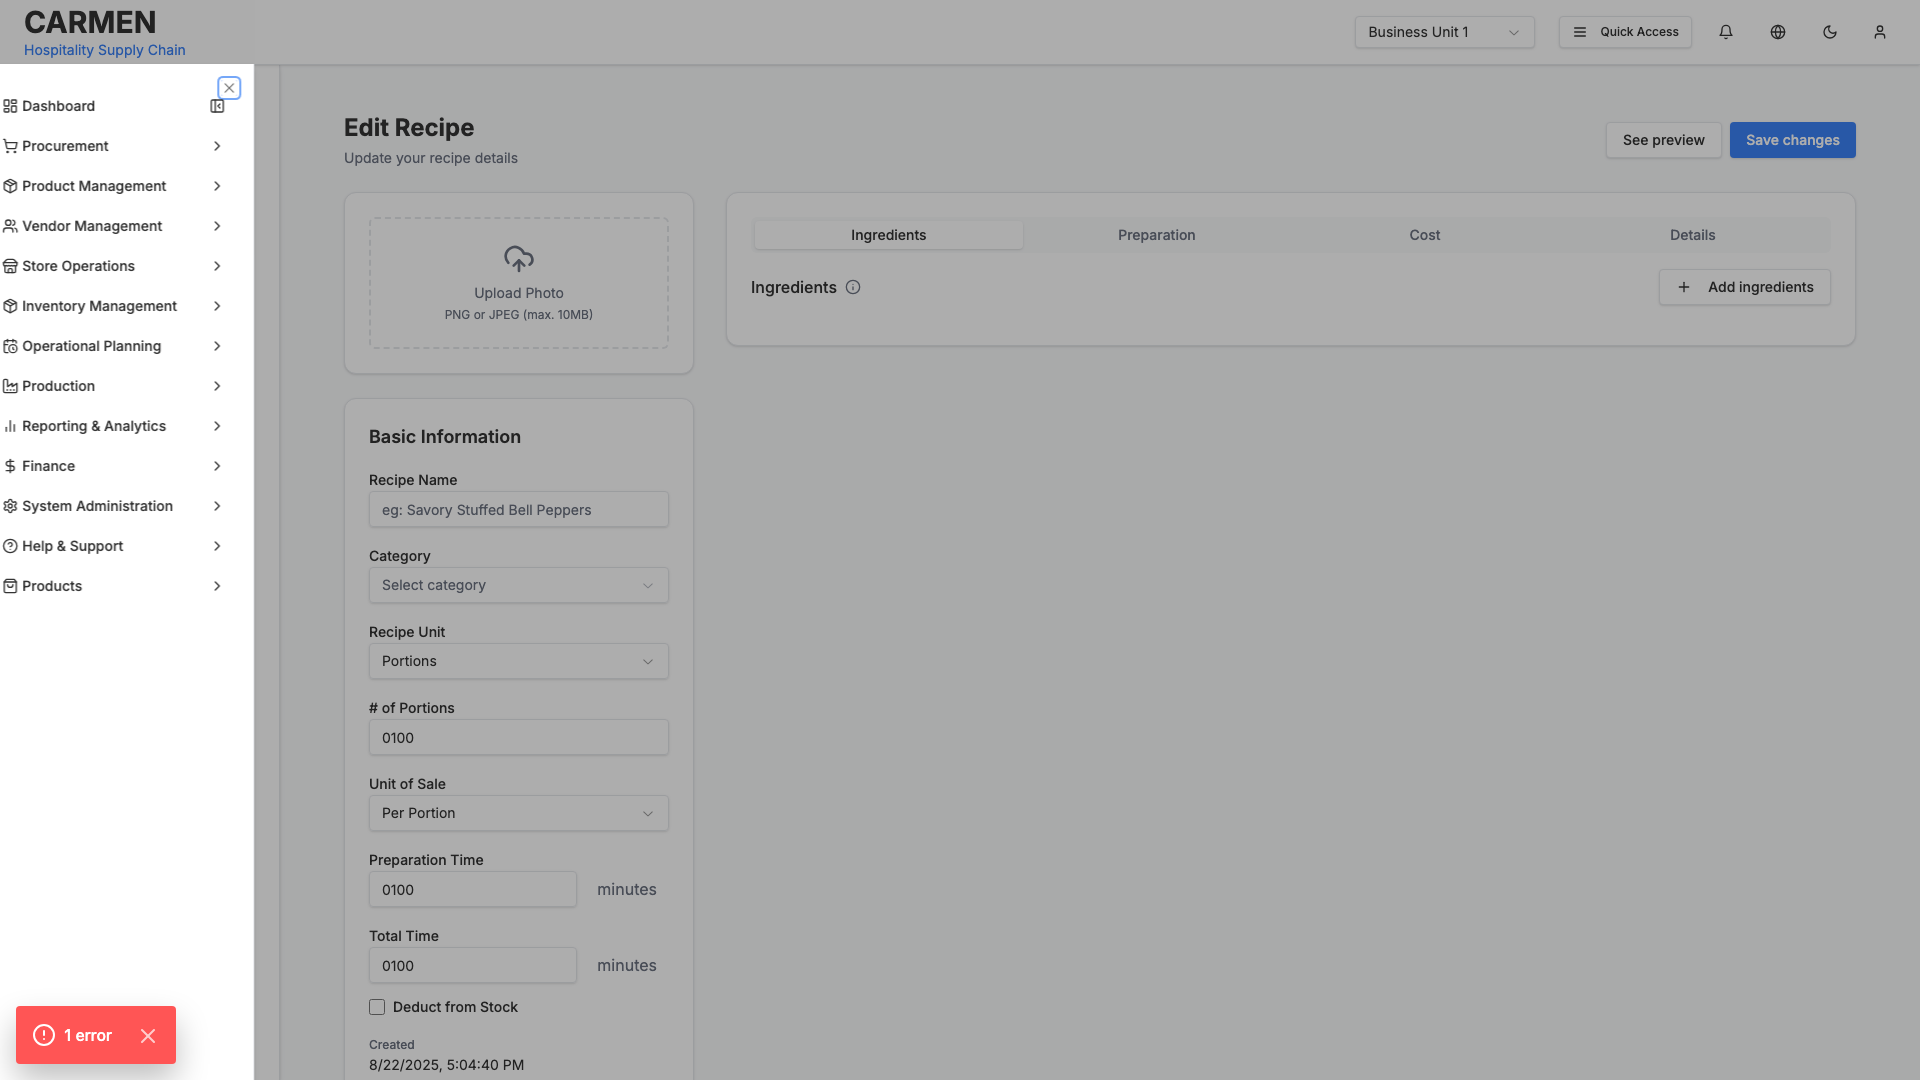 CARMEN
Hospitality Supply Chain
Business Unit 1
Quick Access
Dashboard
Procurement
Product Management
Vendor Management
Store Operations
Inventory Management
Operational Planning
Production
Reporting & Analytics
Finance
System Administration
Help & Support
Products
1 error
Edit Recipe
Update your recipe details
See preview
Save changes
Upload Photo
PNG or JPEG (max. 10MB)
Ingredients
Preparation
Cost
Details
Ingredients
Add ingredients
Basic Information
Recipe Name
eg: Savory Stuffed Bell Peppers
Category
Select category
Recipe Unit
Portions
# of Portions
0100
Unit of Sale
Per Portion
Preparation Time
0100 minutes
Total Time
0100 minutes
Deduct from Stock
Created
8/22/2025, 5:04:40 PM